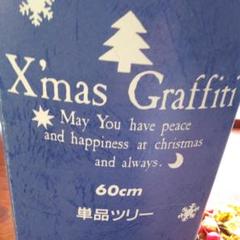 X'mas Graffiti
May You have peace
and happiness at christmas
and always.
60cm
単品ツリー